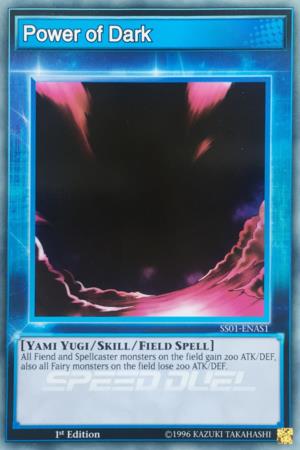 Power of Dark
SS01-ENAS1
[YAMI YUGI/SKILL/FIELD SPELL]
All Fiend and Spellcaster monsters on the field gain 200 ATK/DEF,
also all Fairy monsters on the field lose 200 ATK/DEF.
SPEED DUEL
1st Edition
©1996 KAZUKI TAKAHASHI